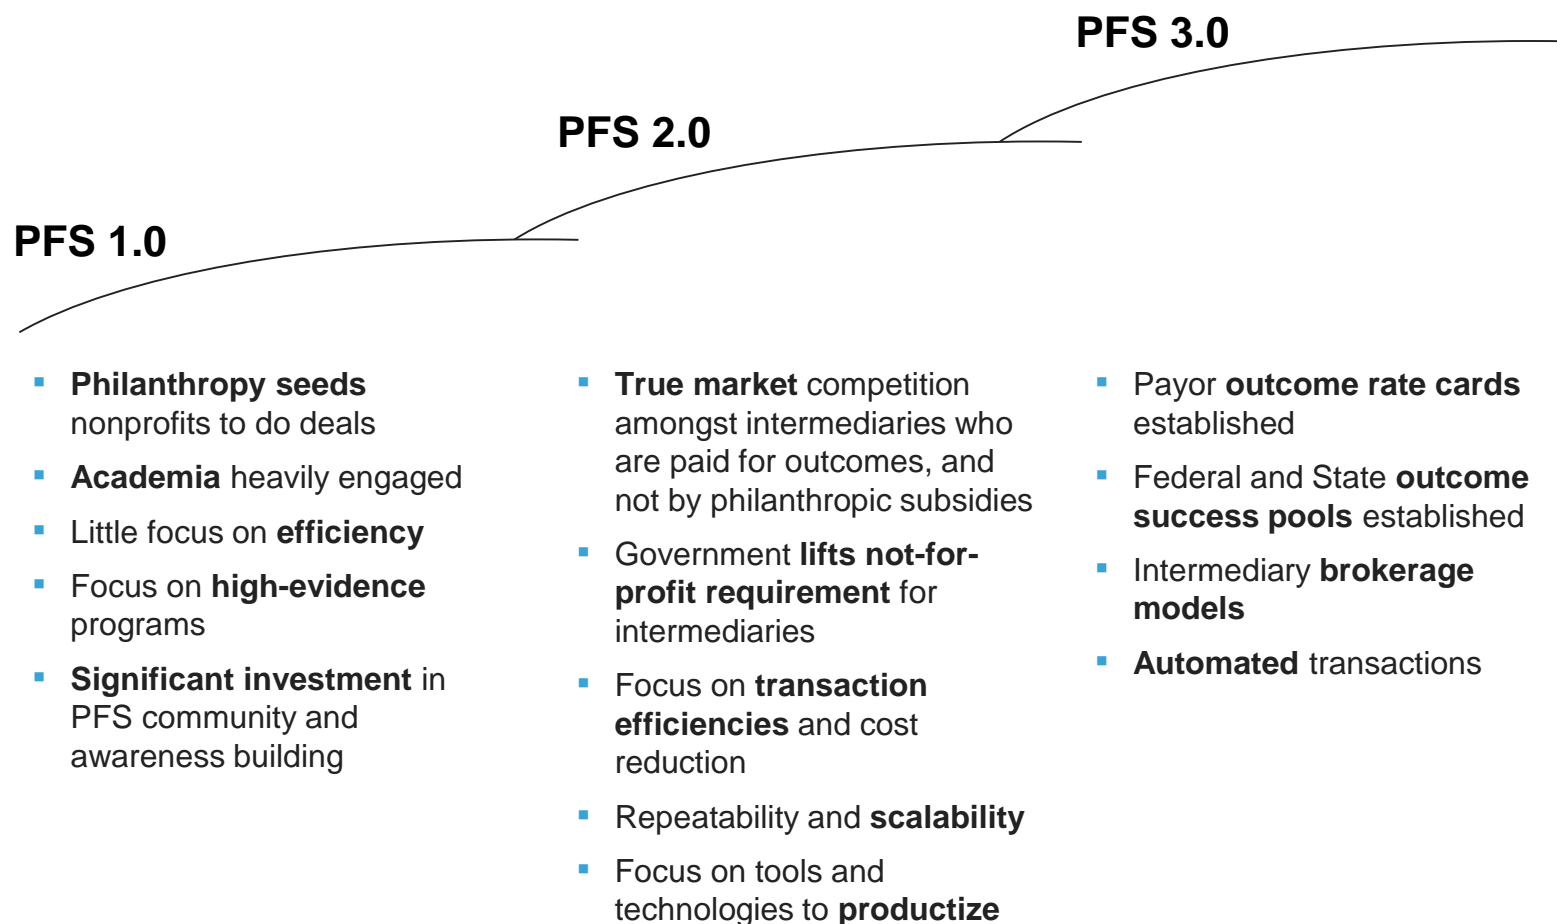 PFS 1.0
▪ Philanthropy seeds
nonprofits to do deals
▪ Academia heavily engaged
▪ Little focus on efficiency
▪ Focus on high-evidence
programs
▪ Significant investment in
PFS community and
awareness building
PFS 2.0
▪ True market competition
amongst intermediaries who
are paid for outcomes, and
not by philanthropic subsidies
▪ Government lifts not-for-
profit requirement for
intermediaries
▪ Focus on transaction
efficiencies and cost
reduction
▪ Repeatability and scalability
▪ Focus on tools and
technologies to productize
PFS 3.0
▪ Payor outcome rate cards
established
▪ Federal and State outcome
success pools established
▪ Intermediary brokerage
models
▪ Automated transactions